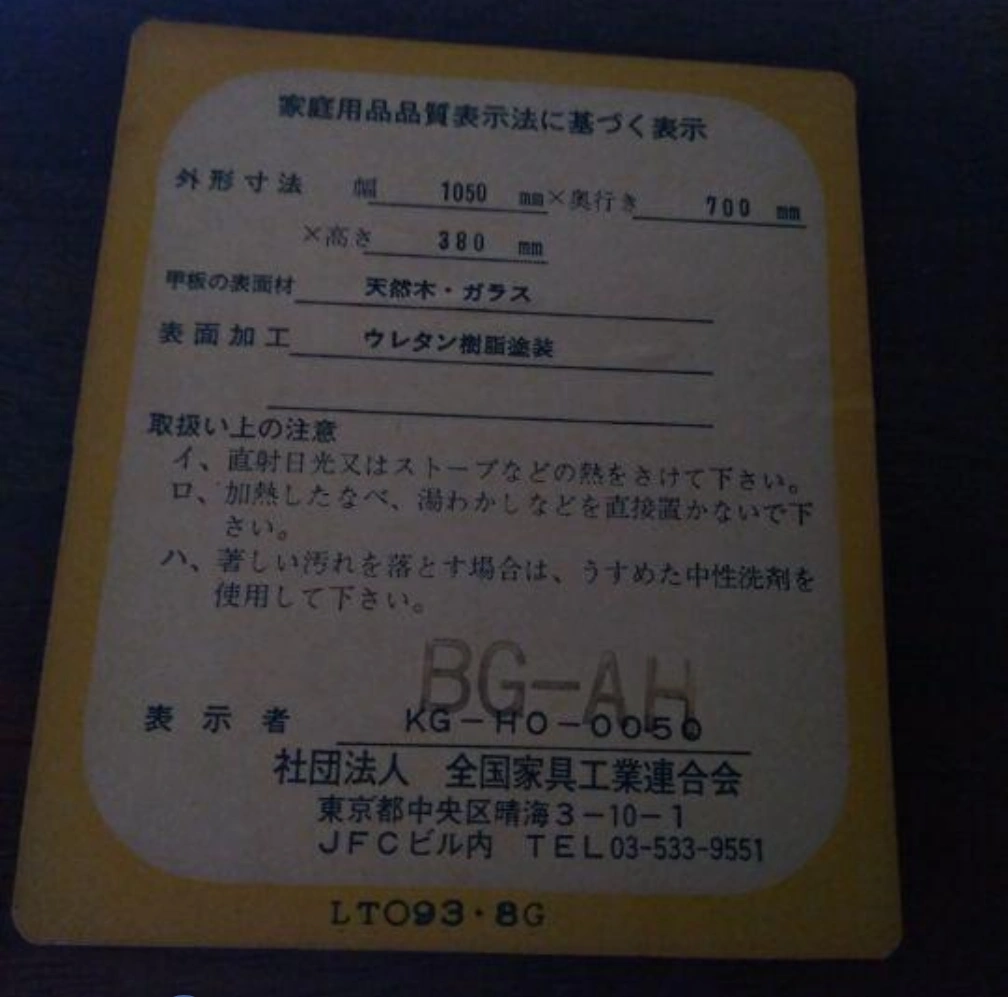 家庭用品品質表示法に基づく表示
外形寸法 幅 1050 mm×奥行き 700 mm
×高さ 380 mm
甲板の表面材 天然木・ガラス
表面加工 ウレタン樹脂塗装
取扱い上の注意
イ、直射日光又はストーブなどの熱をさけて下さい。
ロ、加熱したなべ、湯わかしなどを直接置かないで下
さい。
ハ、著しい汚れを落とす場合は、うすめた中性洗剤を
使用して下さい。
BG-AH
表示者 KG-HO-0050
社団法人 全国家具工業連合会
東京都中央区晴海3-10-1
JFCビル内 TEL03-533-9551
LTO93・8G